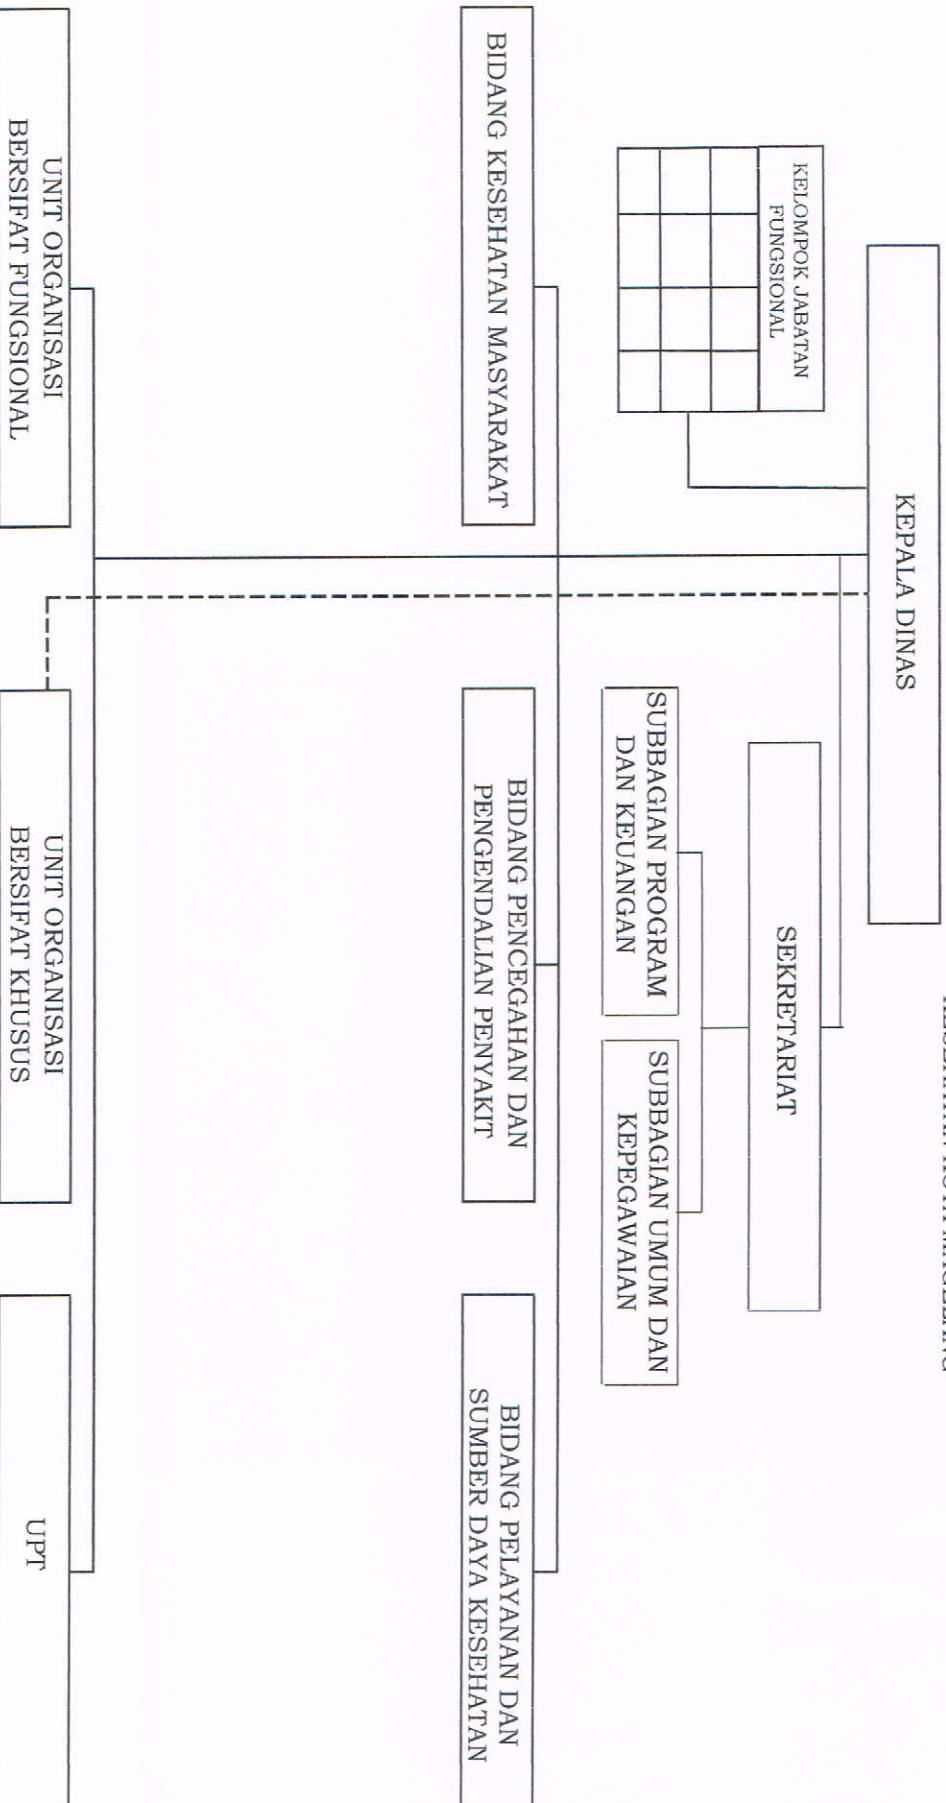 KEPALA DINAS
KELOMPOK JABATAN
FUNGSIONAL
SEKRETARIAT
SUBBAGIAN PROGRAM
DAN KEUANGAN
SUBBAGIAN UMUM DAN
KEPEGAWAIAN
BIDANG KESEHATAN MASYARAKAT
BIDANG PENCEGAHAN DAN
PENGENDALIAN PENYAKIT
BIDANG PELAYANAN DAN
SUMBER DAYA KESEHATAN
UNIT ORGANISASI
BERSIFAT FUNGSIONAL
UNIT ORGANISASI
BERSIFAT KHUSUS
UPT